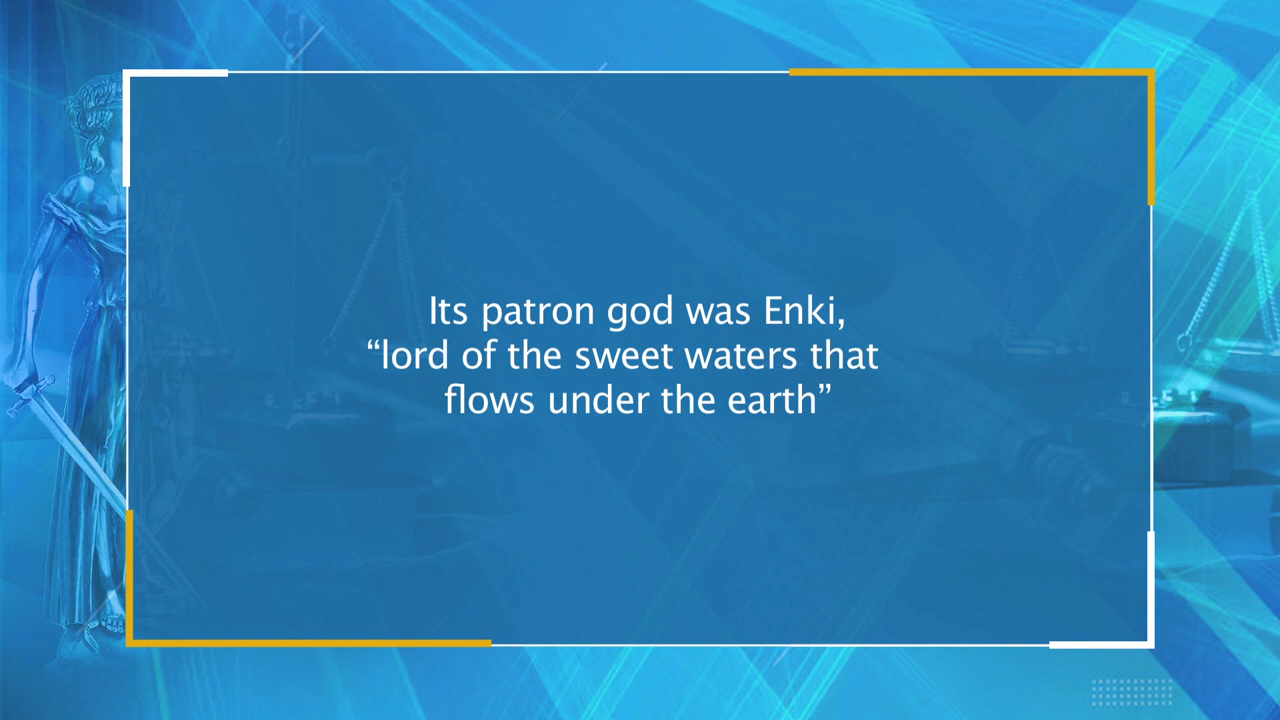 Its patron god was Enki,
“lord of the sweet waters that
flows under the earth”